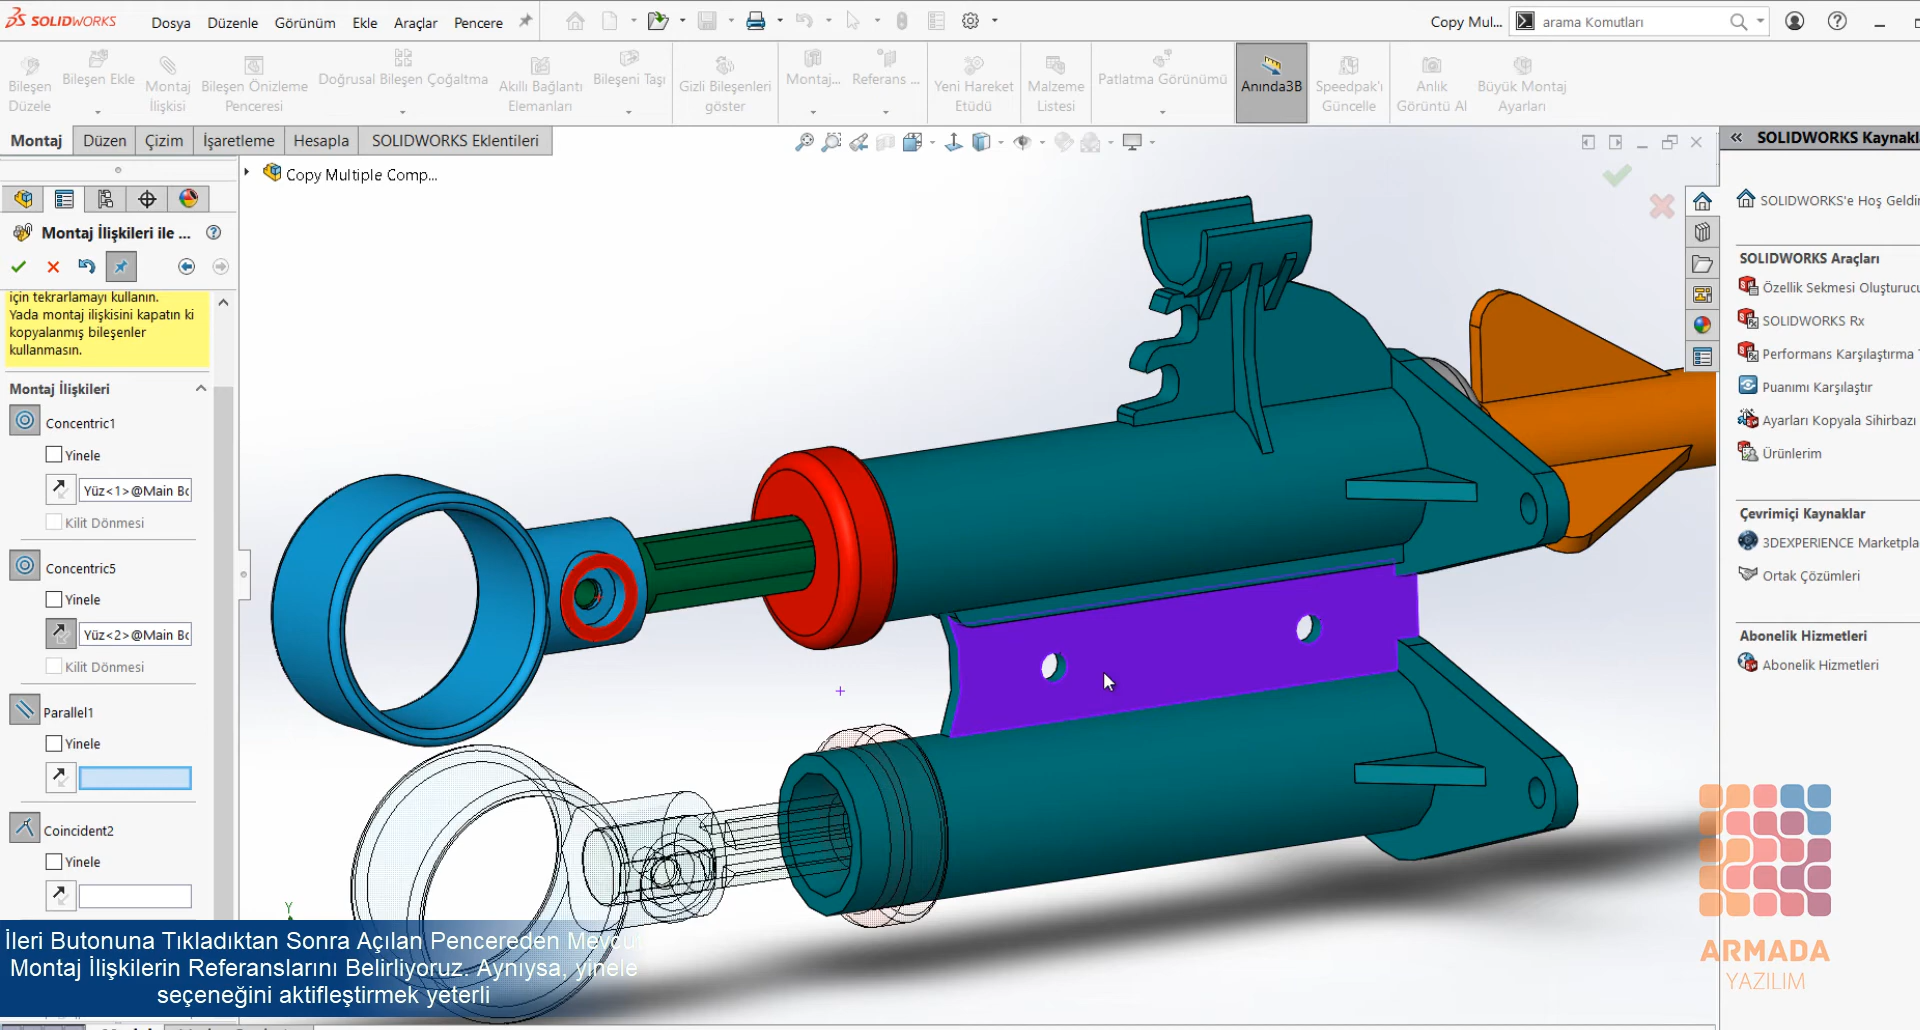 SOLIDWORKS
Dosya Düzenle Görünüm Ekle Araçlar Pencere
Copy Mul...
arama Komutları
Bileşen Düzele
Bileşen Ekle
Montaj İlişkisi
Bileşen Önizleme Penceresi
Doğrusal Bileşen Çoğaltma
Akıllı Bağlantı Elemanları
Bileşeni Taşı
Gizli Bileşenleri göster
Montaj...
Referans ...
Yeni Hareket Etüdü
Malzeme Listesi
Patlatma Görünümü
Anında3B
Speedpak'ı Güncelle
Anlık Görüntü Al
Büyük Montaj Ayarları
Montaj Düzen Çizim İşaretleme Hesapla SOLIDWORKS Eklentileri
Copy Multiple Comp...
Montaj İlişkileri ile ...
için tekrarlamayı kullanın.
Yada montaj ilişkisini kapatın ki
kopyalanmış bileşenler
kullanmasın.
Montaj İlişkileri
Concentric1
Yinele
Yüz<1>@Main Bo
Kilit Dönmesi
Concentric5
Yinele
Yüz<2>@Main Bo
Kilit Dönmesi
Parallel1
Yinele
Coincident2
Yinele
Y
İleri Butonuna Tıkladıktan Sonra Açılan Pencereden Mevcut
Montaj İlişkilerin Referanslarını Belirliyoruz. Aynıysa, yinele
seçeneğini aktifleştirmek yeterli
SOLIDWORKS Kaynakla
SOLIDWORKS'e Hoş Geldin
SOLIDWORKS Araçları
Özellik Sekmesi Oluşturucu
SOLIDWORKS Rx
Performans Karşılaştırma
Puanımı Karşılaştır
Ayarları Kopyala Sihirbazı
Ürünlerim
Çevrimiçi Kaynaklar
3DEXPERIENCE Marketpla
Ortak Çözümleri
Abonelik Hizmetleri
Abonelik Hizmetleri
ARMADA
YAZILIM